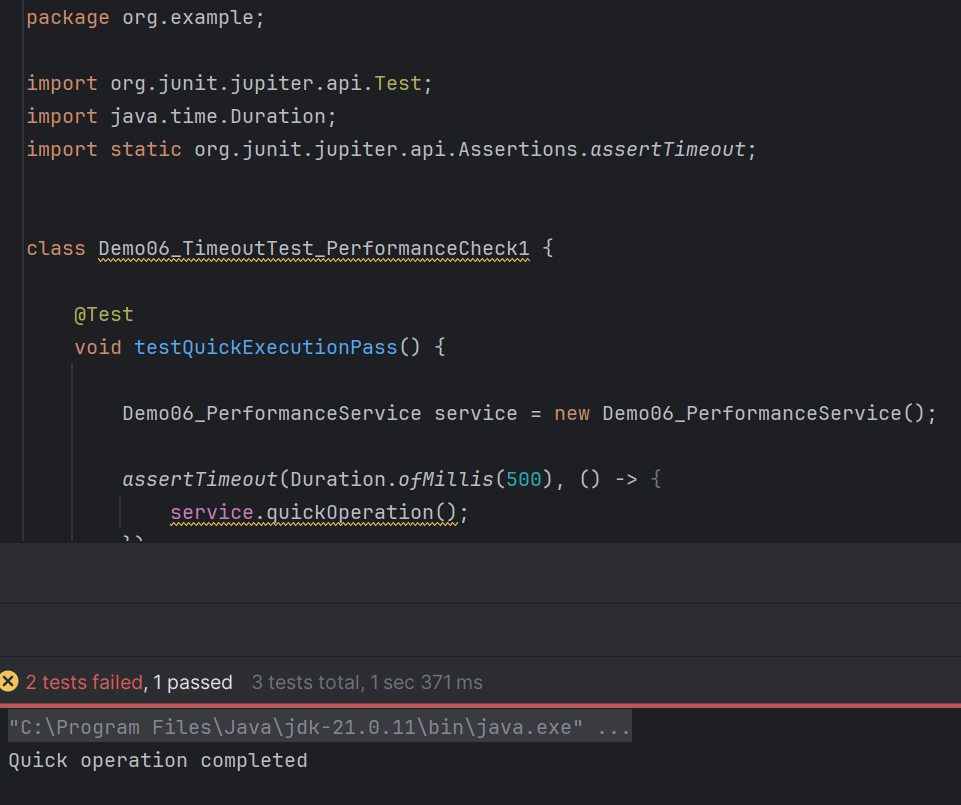 package org.example;
import org.junit.jupiter.api.Test;
import java.time.Duration;
import static org.junit.jupiter.api.Assertions.assertTimeout;
class Demo06_TimeoutTest_PerformanceCheck1 {
@Test
void testQuickExecutionPass() {
Demo06_PerformanceService service = new Demo06_PerformanceService();
assertTimeout(Duration.ofMillis(500), () -> {
service.quickOperation();
})
2 tests failed, 1 passed 3 tests total, 1 sec 371 ms
"C:\Program Files\Java\jdk-21.0.11\bin\java.exe" ...
Quick operation completed